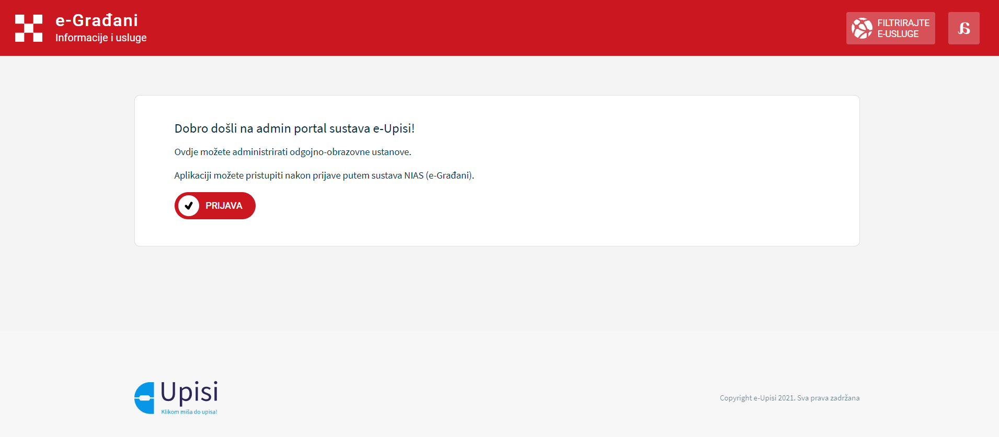 e-Građani
Informacije i usluge
FILTRIRAJTE
E-USLUGE
Dobro došli na admin portal sustava e-Upisi!
Ovdje možete administrirati odgojno-obrazovne ustanove.
Aplikaciji možete pristupiti nakon prijave putem sustava NIAS (e-Građani).
PRIJAVA
Upisi
Klikom miša do upisa!
Copyright e-Upisi 2021. Sva prava zadržana